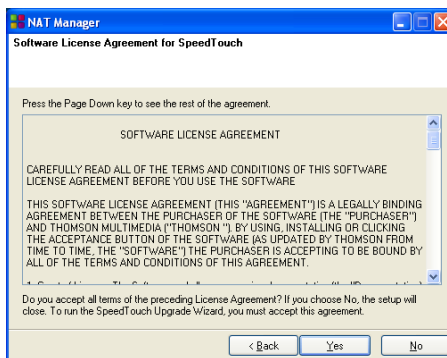 NAT Manager
Software License Agreement for SpeedTouch
Press the Page Down key to see the rest of the agreement.
SOFTWARE LICENSE AGREEMENT
CAREFULLY READ ALL OF THE TERMS AND CONDITIONS OF THIS SOFTWARE
LICENSE AGREEMENT BEFORE YOU USE THE SOFTWARE
THIS SOFTWARE LICENSE AGREEMENT (THIS "AGREEMENT") IS A LEGALLY BINDING
AGREEMENT BETWEEN THE PURCHASER OF THE SOFTWARE (THE "PURCHASER")
AND THOMSON MULTIMEDIA ("THOMSON "). BY USING, INSTALLING OR CLICKING
THE ACCEPTANCE BUTTON OF THE SOFTWARE (AS UPDATED BY THOMSON FROM
TIME TO TIME, THE "SOFTWARE") THE PURCHASER IS ACCEPTING TO BE BOUND BY
ALL OF THE TERMS AND CONDITIONS OF THIS AGREEMENT.
Do you accept all terms of the preceding License Agreement? If you choose No, the setup will
close. To run the SpeedTouch Upgrade Wizard, you must accept this agreement.
< Back Yes No